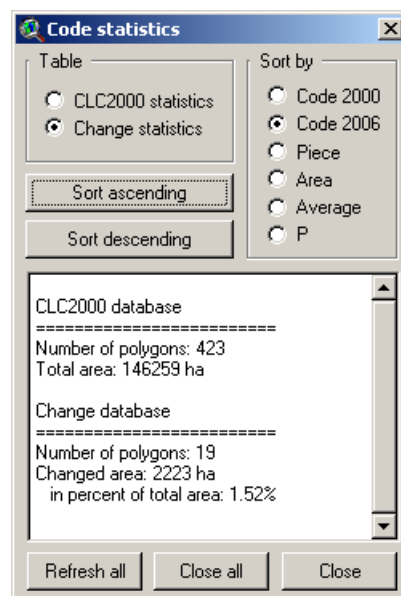 Code statistics
Table
CLC2000 statistics
Change statistics
Sort ascending
Sort descending
Sort by
Code 2000
Code 2006
Piece
Area
Average
P
CLC2000 database
=========================
Number of polygons: 423
Total area: 146259 ha
Change database
=========================
Number of polygons: 19
Changed area: 2223 ha
in percent of total area: 1.52%
Refresh all
Close all
Close